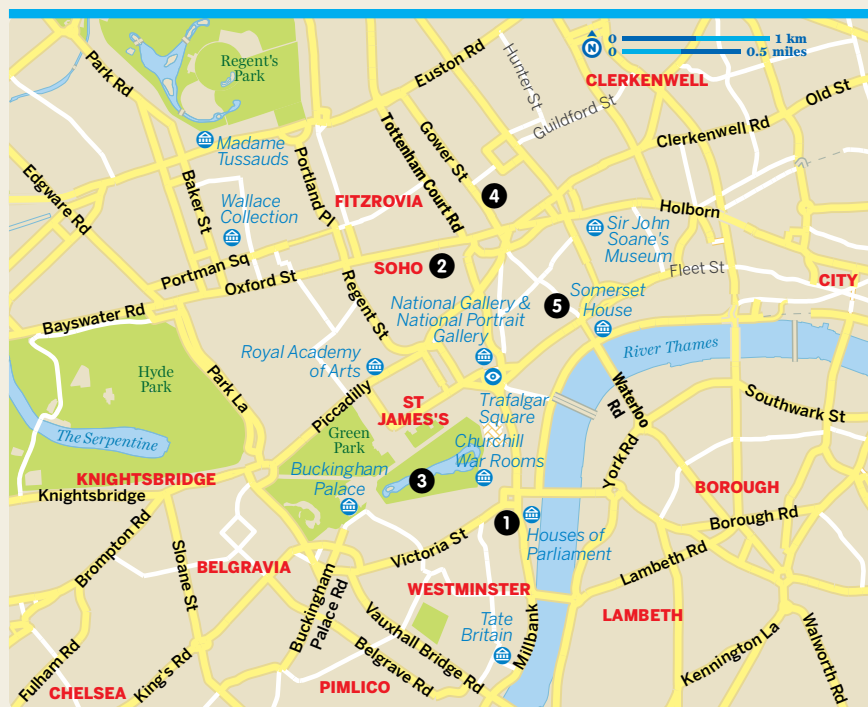 0 1 km
N
0 0.5 miles
Regent's
Park
Park Rd
Euston Rd
Hunter St
CLERKENWELL
Guildford St
Old St
Clerkenwell Rd
Madame
Tussauds
Tottenham Court Rd
Gower St
Edgware Rd
Baker St
Portland Pl
Wallace
Collection
FITZROVIA
4
Holborn
Sir John
Soane's
Museum
Portman Sq
SOHO
2
Oxford St
Fleet St
CITY
Regent St
National Gallery &
National Portrait
Gallery
5
Somerset
House
Bayswater Rd
River Thames
Hyde
Park
Park La
Royal Academy
of Arts
Piccadilly
ST
JAMES'S
Trafalgar
Square
Waterloo
Rd
Southwark St
The Serpentine
Green
Park
Churchill
War Rooms
York Rd
KNIGHTSBRIDGE
Knightsbridge
Buckingham
Palace
3
BOROUGH
1
Houses of
Parliament
Borough Rd
Brompton Rd
Sloane St
Victoria St
Lambeth Rd
BELGRAVIA
Buckingham
Palace Rd
WESTMINSTER
LAMBETH
Tate
Britain
Millbank
Vauxhall Bridge Rd
Belgrave Rd
Kennington La
Walworth Rd
Fulham Rd
King's Rd
CHELSEA
PIMLICO